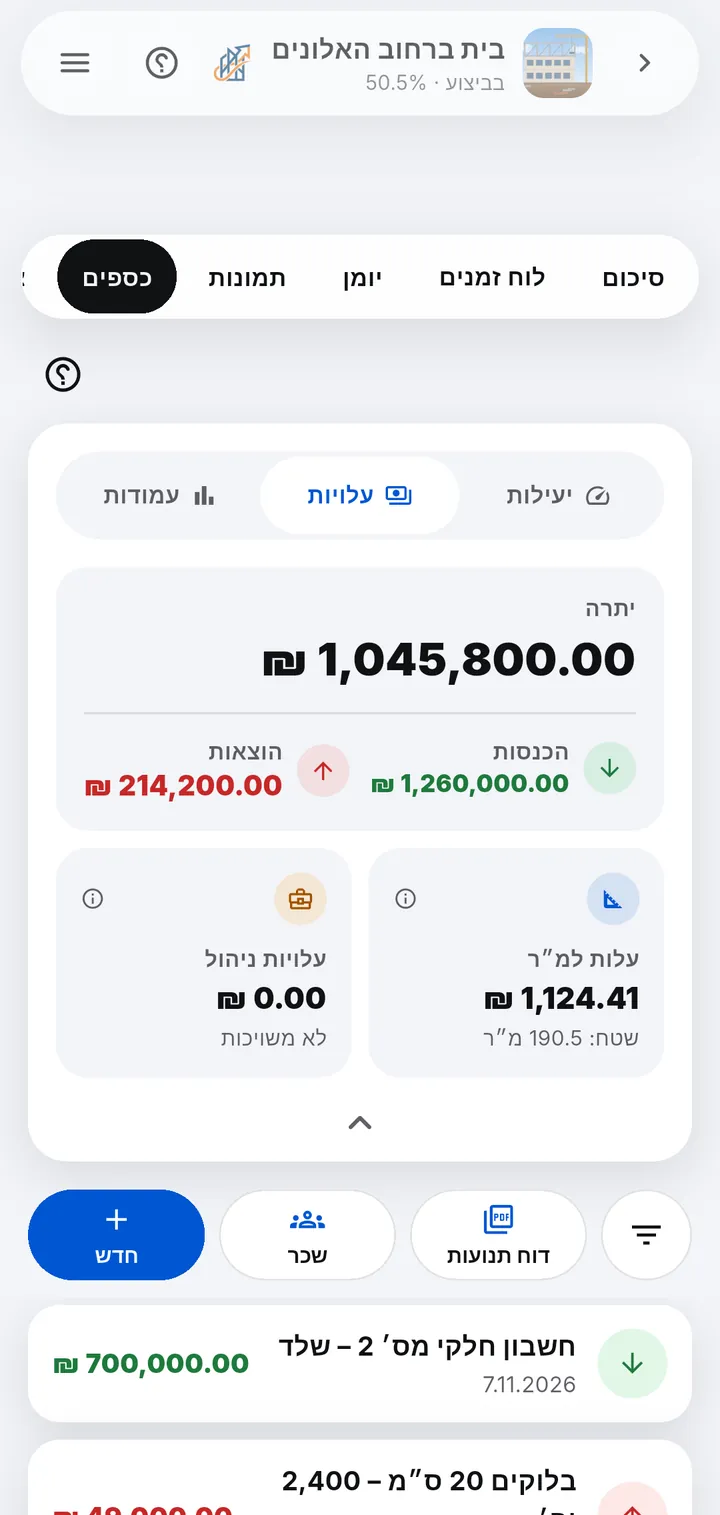 בית ברחוב האלונים
בביצוע · 50.5%
סיכום
לוח זמנים
יומן
תמונות
כספים
יעילות
עלויות
עמודות
יתרה
1,045,800.00 ₪
הכנסות
1,260,000.00 ₪
הוצאות
214,200.00 ₪
עלות למ״ר
1,124.41 ₪
שטח: 190.5 מ״ר
עלויות ניהול
0.00 ₪
לא משויכות
PDF
דוח תנועות
שכר
חדש
חשבון חלקי מס׳ 2 – שלד
7.11.2026
700,000.00 ₪
בלוקים 20 ס״מ – 2,400